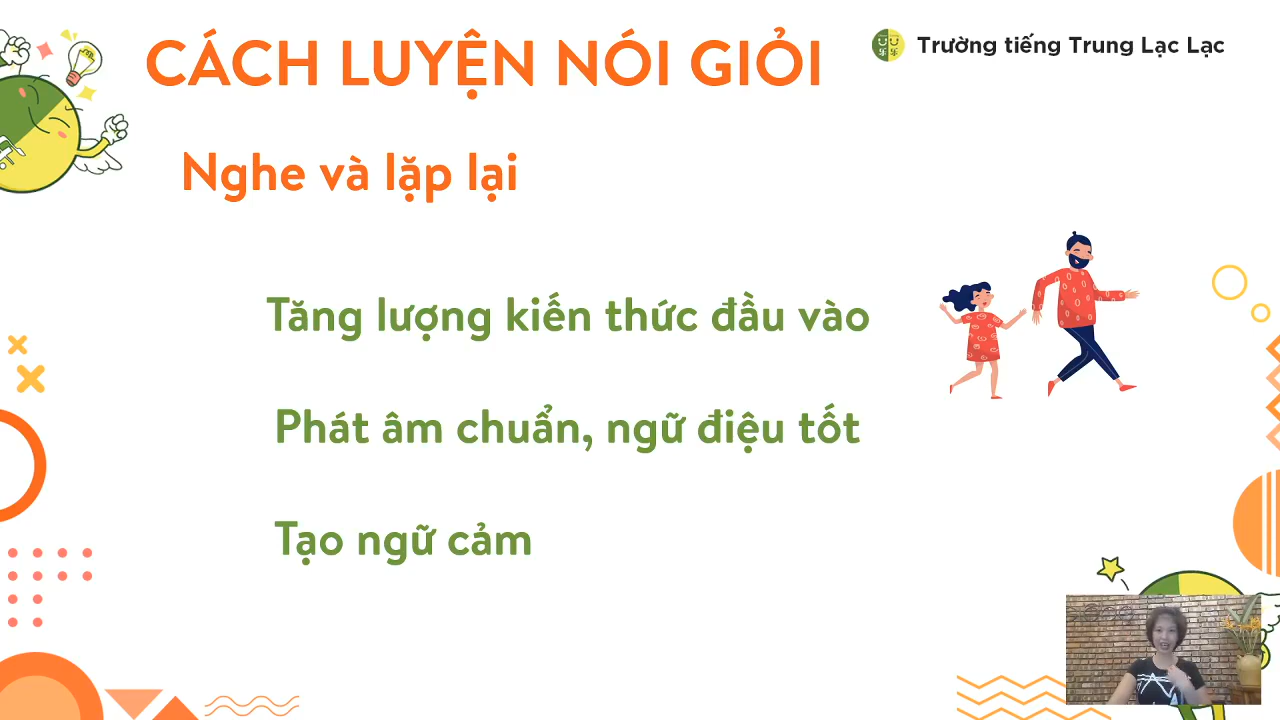 CÁCH LUYỆN NÓI GIỎI
Trường tiếng Trung Lạc Lạc
Nghe và lặp lại
Tăng lượng kiến thức đầu vào
Phát âm chuẩn, ngữ điệu tốt
Tạo ngữ cảm